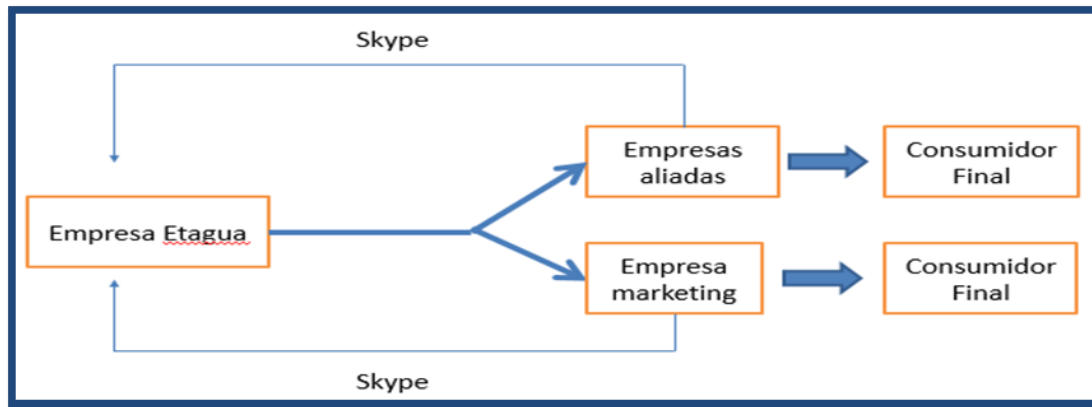 Skype
Empresas
aliadas
Consumidor
Final
Empresa Etagua
Empresa
marketing
Consumidor
Final
Skype